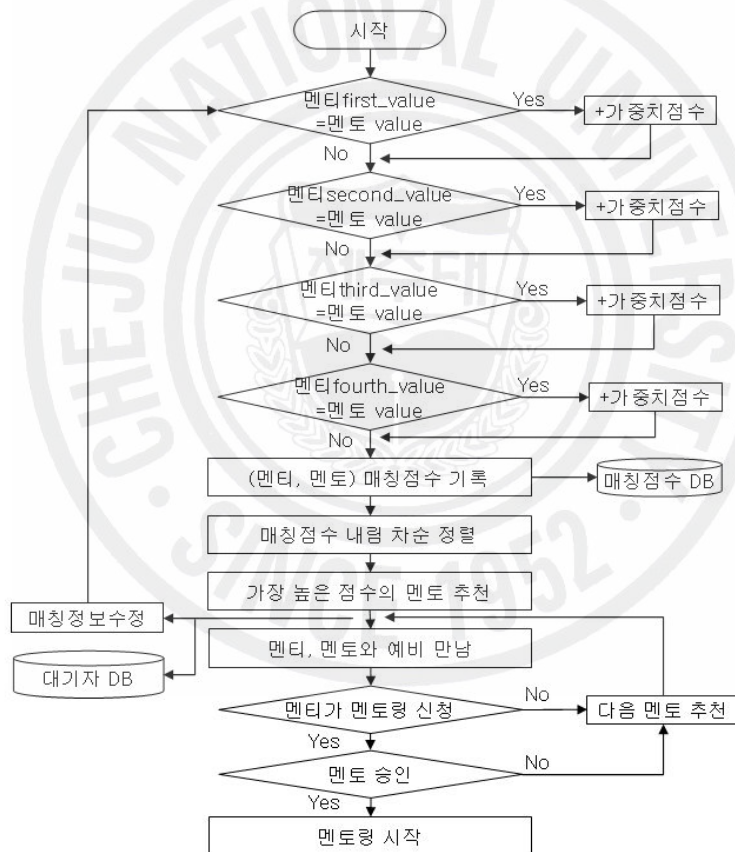 시작
멘티first_value
=멘토 value
Yes
+가중치점수
No
멘티second_value
=멘토 value
Yes
+가중치점수
No
멘티third_value
=멘토 value
Yes
+가중치점수
No
멘티fourth_value
=멘토 value
Yes
+가중치점수
No
(멘티, 멘토) 매칭점수 기록
매칭점수 DB
매칭점수 내림 차순 정렬
가장 높은 점수의 멘토 추천
매칭정보수정
멘티, 멘토와 예비 만남
대기자 DB
멘티가 멘토링 신청
No
다음 멘토 추천
Yes
멘토 승인
No
Yes
멘토링 시작
CHEJU NATIONAL UNIVERSITY
SINCE 1952